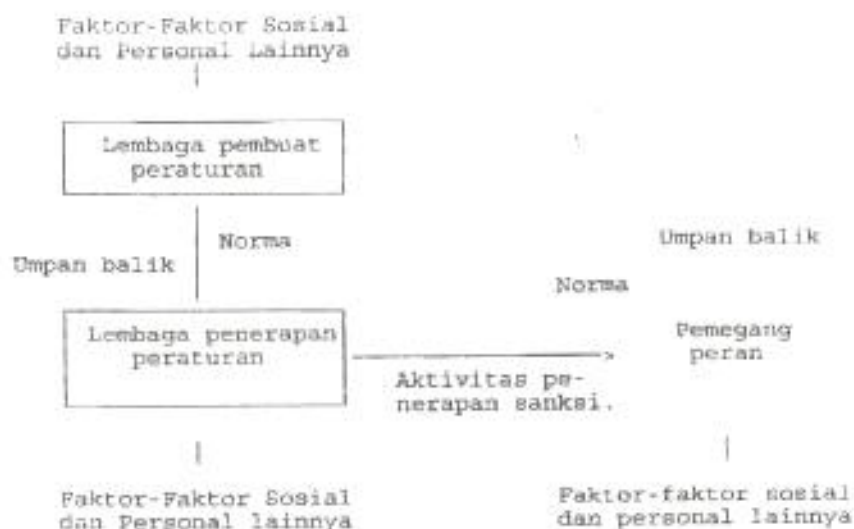 Faktor-Faktor Sosial
dan Personal Lainnya
Lembaga pembuat
peraturan
Norma
Umpan balik
Umpan balik
Norma
Lembaga penerapan
peraturan
Pemegang
peran
Aktivitas pe-
nerapan sanksi.
Faktor-Faktor Sosial
dan Personal lainnya
Faktor-faktor sosial
dan personal lainnya